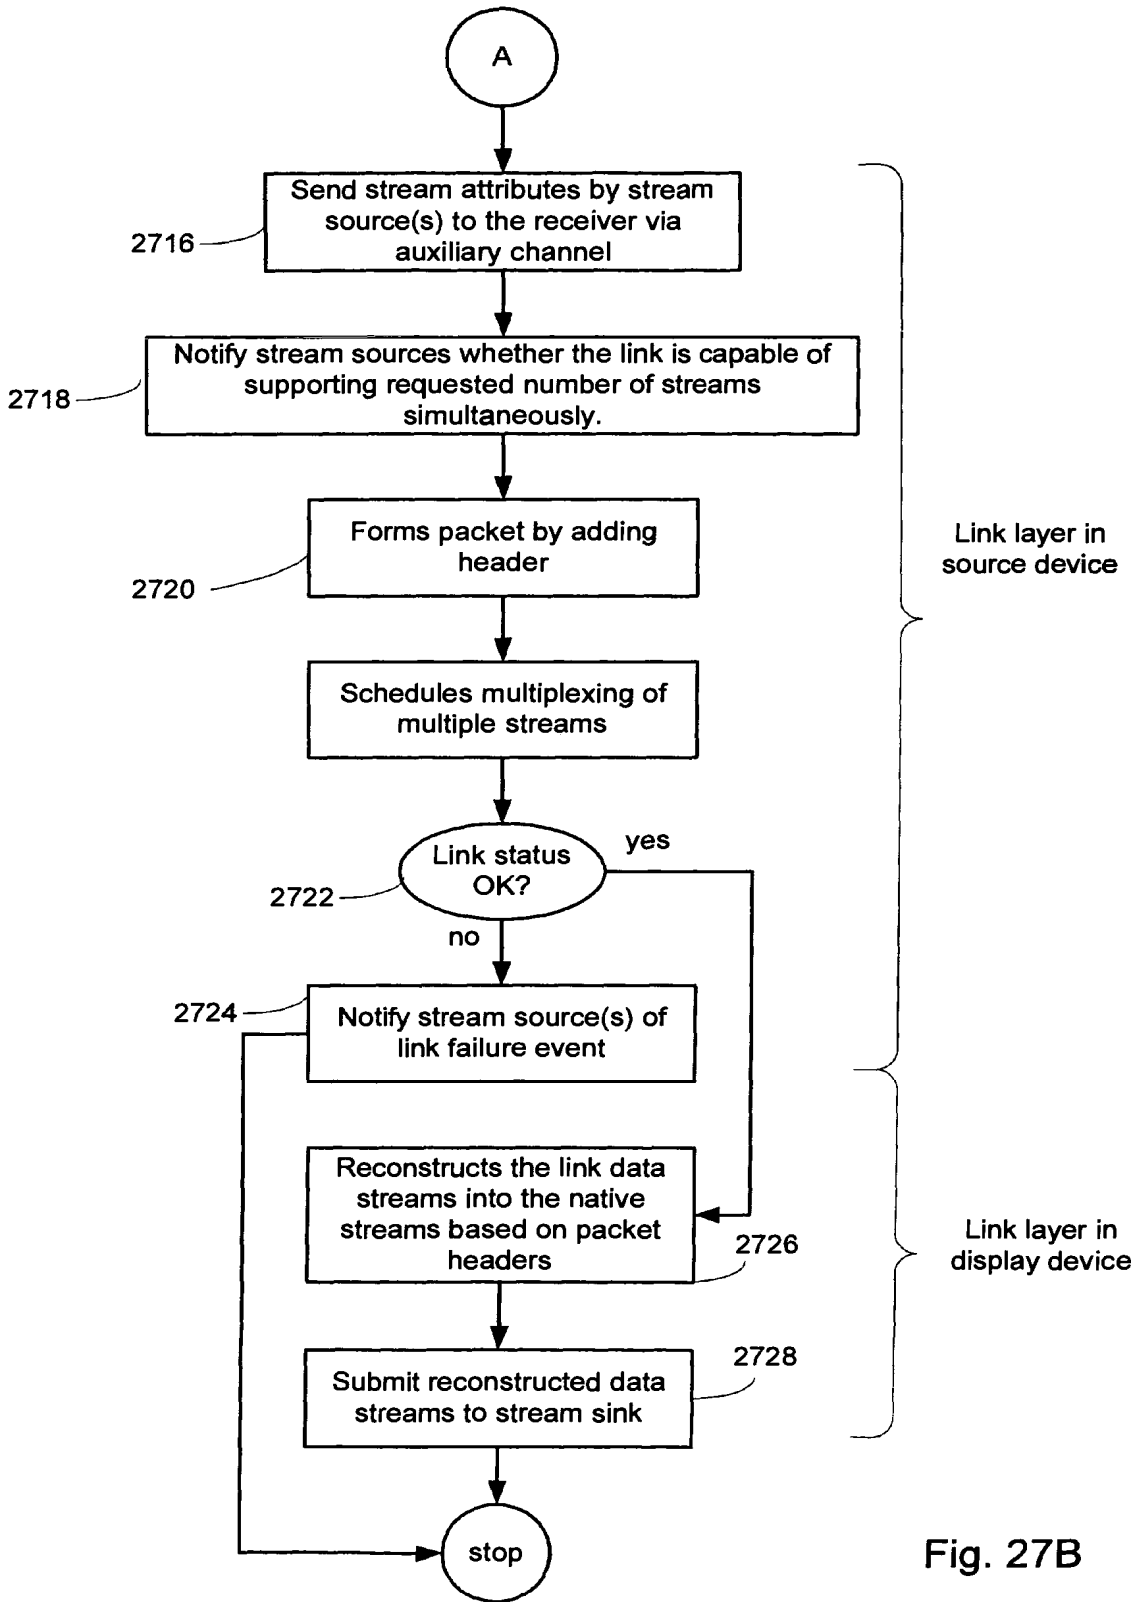 A
Send stream attributes by stream
source(s) to the receiver via
auxiliary channel
2716
Notify stream sources whether the link is capable of
supporting requested number of streams
simultaneously.
2718
Forms packet by adding
header
2720
Link layer in
source device
Schedules multiplexing of
multiple streams
Link status
OK?
yes
2722
no
2724
Notify stream source(s) of
link failure event
Reconstructs the link data
streams into the native
streams based on packet
headers
2726
Link layer in
display device
2728
Submit reconstructed data
streams to stream sink
stop
Fig. 27B